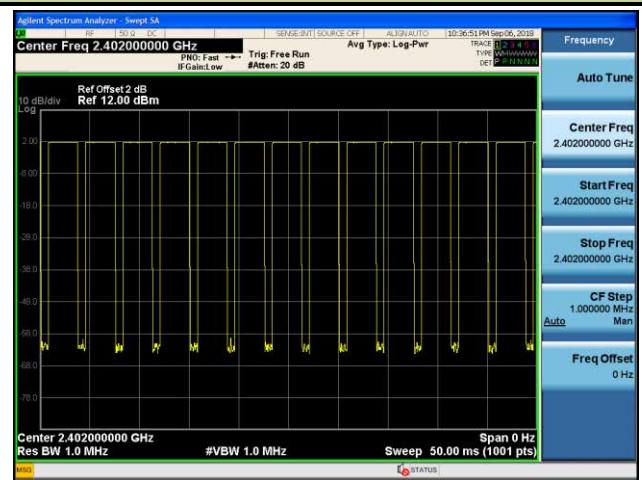 Agilent Spectrum Analyzer - Swept SA
RF 50 Ω DC SENSE:INT SOURCE OFF ALIGN AUTO 10:36:51 PM Sep 06, 2018
Center Freq 2.402000000 GHz
Avg Type: Log-Pwr
TRACE 1 2 3 4 5 6
PNO: Fast
Trig: Free Run
TYPE
IFGain:Low
#Atten: 20 dB
DET P P N N N N
Ref Offset 2 dB
10 dB/div Ref 12.00 dBm
Log
2.00
-8.00
-18.0
-28.0
-38.0
-48.0
-58.0
-68.0
-78.0
Center 2.402000000 GHz
Span 0 Hz
Res BW 1.0 MHz
#VBW 1.0 MHz
Sweep 50.00 ms (1001 pts)
MSG
STATUS
Frequency
Auto Tune
Center Freq
2.402000000 GHz
Start Freq
2.402000000 GHz
Stop Freq
2.402000000 GHz
CF Step
1.000000 MHz
Auto Man
Freq Offset
0 Hz